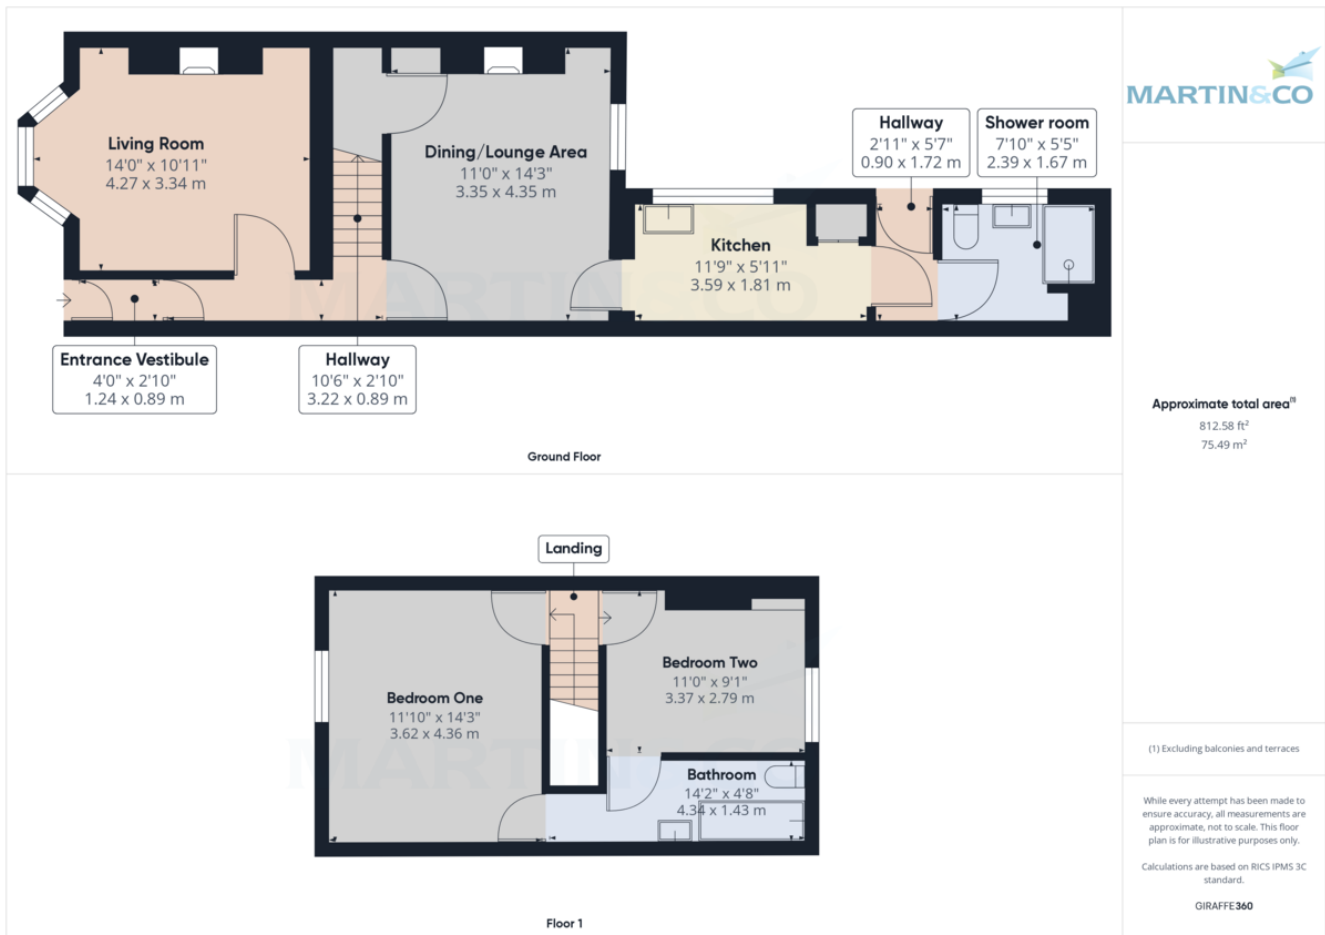 Living Room
14'0" x 10'11"
4.27 x 3.34 m
Dining/Lounge Area
11'0" x 14'3"
3.35 x 4.35 m
Kitchen
11'9" x 5'11"
3.59 x 1.81 m
Hallway
2'11" x 5'7"
0.90 x 1.72 m
Shower room
7'10" x 5'5"
2.39 x 1.67 m
Entrance Vestibule
4'0" x 2'10"
1.24 x 0.89 m
Hallway
10'6" x 2'10"
3.22 x 0.89 m
MARTIN&CO
Ground Floor
Landing
Bedroom One
11'10" x 14'3"
3.62 x 4.36 m
Bedroom Two
11'0" x 9'1"
3.37 x 2.79 m
Bathroom
14'2" x 4'8"
4.34 x 1.43 m
MARTIN&CO
Floor 1
MARTIN&CO
Approximate total area(1)
812.58 ft²
75.49 m²
(1) Excluding balconies and terraces
While every attempt has been made to
ensure accuracy, all measurements are
approximate, not to scale. This floor
plan is for illustrative purposes only.
Calculations are based on RICS IPMS 3C
standard.
GIRAFFE360